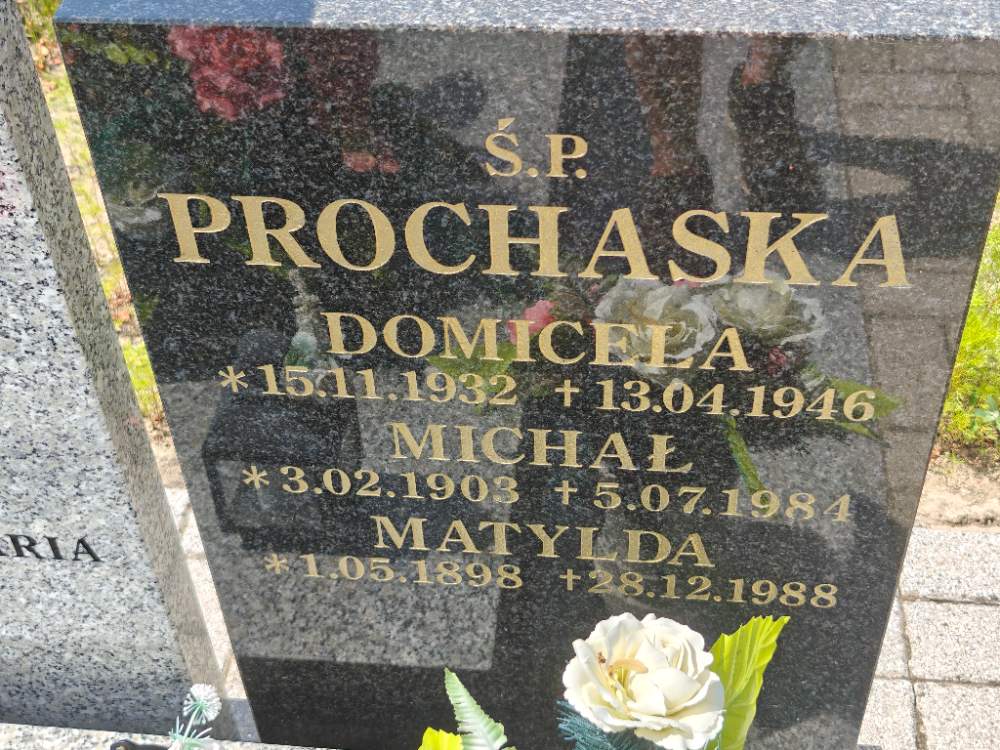 Ś.P.
PROCHASKA
DOMICELA
*15.11.1932 +13.04.1946
MICHAŁ
*3.02.1903 +5.07.1984
MATYLDA
*1.05.1898 +28.12.1988